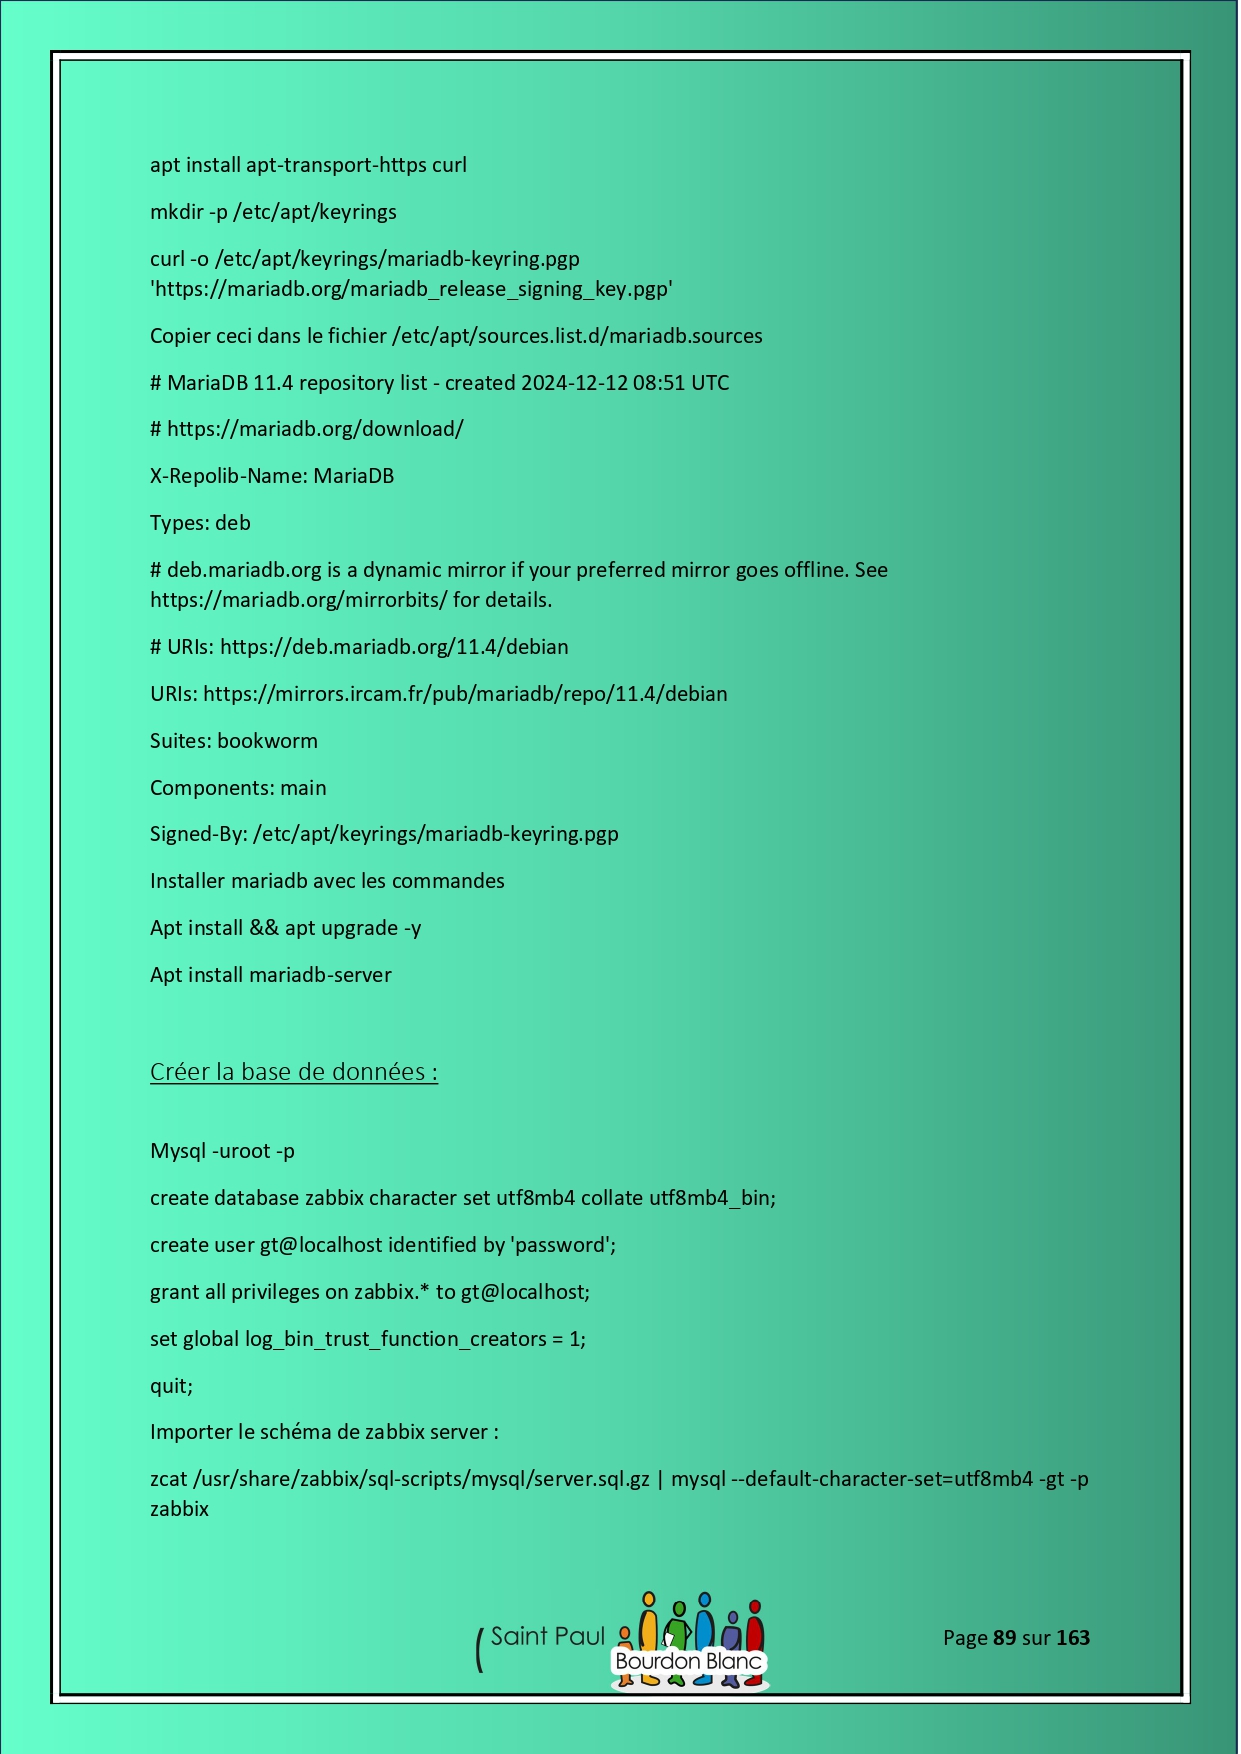 apt install apt-transport-https curl
mkdir -p /etc/apt/keyrings
curl -o /etc/apt/keyrings/mariadb-keyring.pgp
'https://mariadb.org/mariadb_release_signing_key.pgp'
Copier ceci dans le fichier /etc/apt/sources.list.d/mariadb.sources
# MariaDB 11.4 repository list - created 2024-12-12 08:51 UTC
# https://mariadb.org/download/
X-Repolib-Name: MariaDB
Types: deb
# deb.mariadb.org is a dynamic mirror if your preferred mirror goes offline. See
https://mariadb.org/mirrorbits/ for details.
# URIs: https://deb.mariadb.org/11.4/debian
URIs: https://mirrors.ircam.fr/pub/mariadb/repo/11.4/debian
Suites: bookworm
Components: main
Signed-By: /etc/apt/keyrings/mariadb-keyring.pgp
Installer mariadb avec les commandes
Apt install && apt upgrade -y
Apt install mariadb-server
Créer la base de données :
Mysql -uroot -p
create database zabbix character set utf8mb4 collate utf8mb4_bin;
create user gt@localhost identified by 'password';
grant all privileges on zabbix.* to gt@localhost;
set global log_bin_trust_function_creators = 1;
quit;
Importer le schéma de zabbix server :
zcat /usr/share/zabbix/sql-scripts/mysql/server.sql.gz | mysql --default-character-set=utf8mb4 -gt -p
zabbix
Saint Paul
Bourdon Blanc
Page 89 sur 163